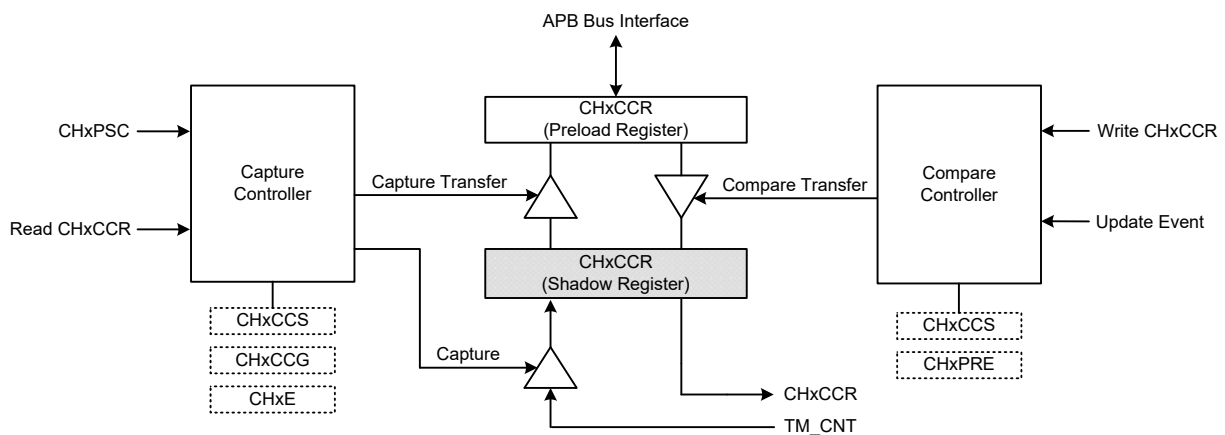 APB Bus Interface
CHxCCR
(Preload Register)
CHxPSC
Capture
Controller
Read CHxCCR
Capture Transfer
Compare Transfer
Compare
Controller
Write CHxCCR
Update Event
CHxCCR
(Shadow Register)
CHxCCS
CHxCCG
CHxE
Capture
CHxCCS
CHxPRE
CHxCCR
TM_CNT